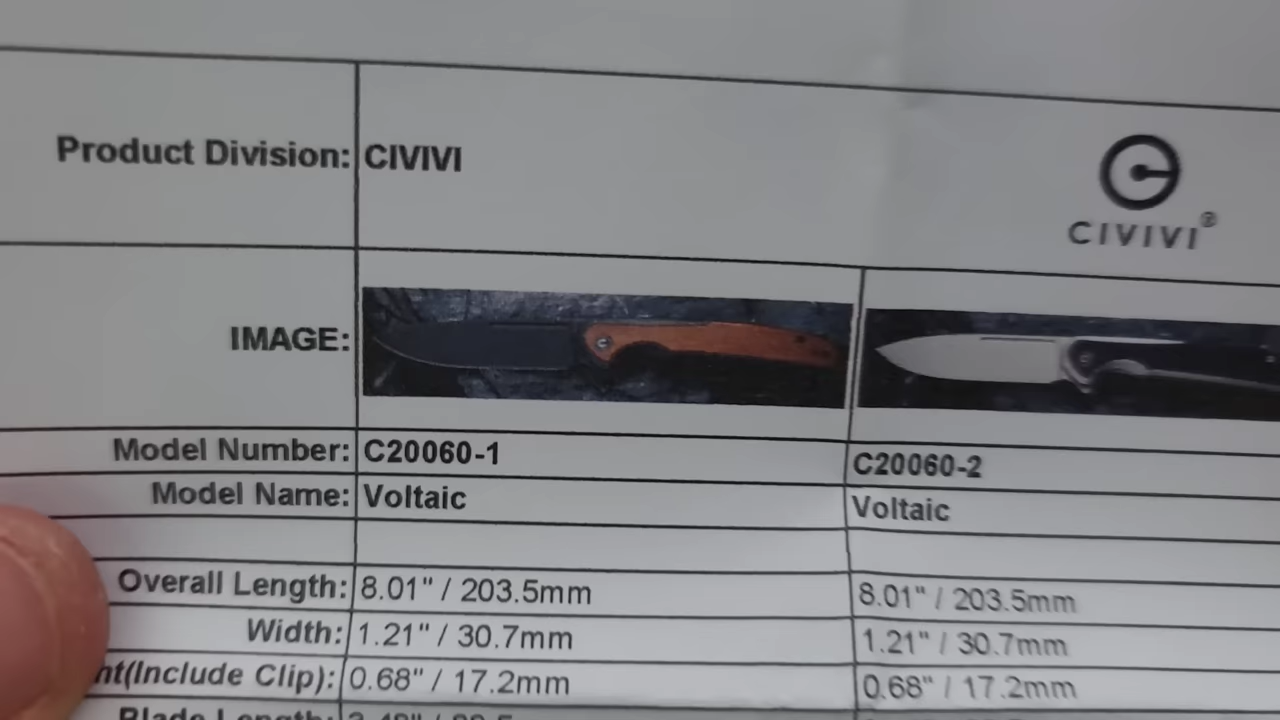 Product Division: CIVIVI
CIVIVI®
IMAGE:
Model Number: C20060-1 C20060-2
Model Name: Voltaic Voltaic
Overall Length: 8.01" / 203.5mm 8.01" / 203.5mm
Width: 1.21" / 30.7mm 1.21" / 30.7mm
(Include Clip): 0.68" / 17.2mm 0.68" / 17.2mm
Blade Length: